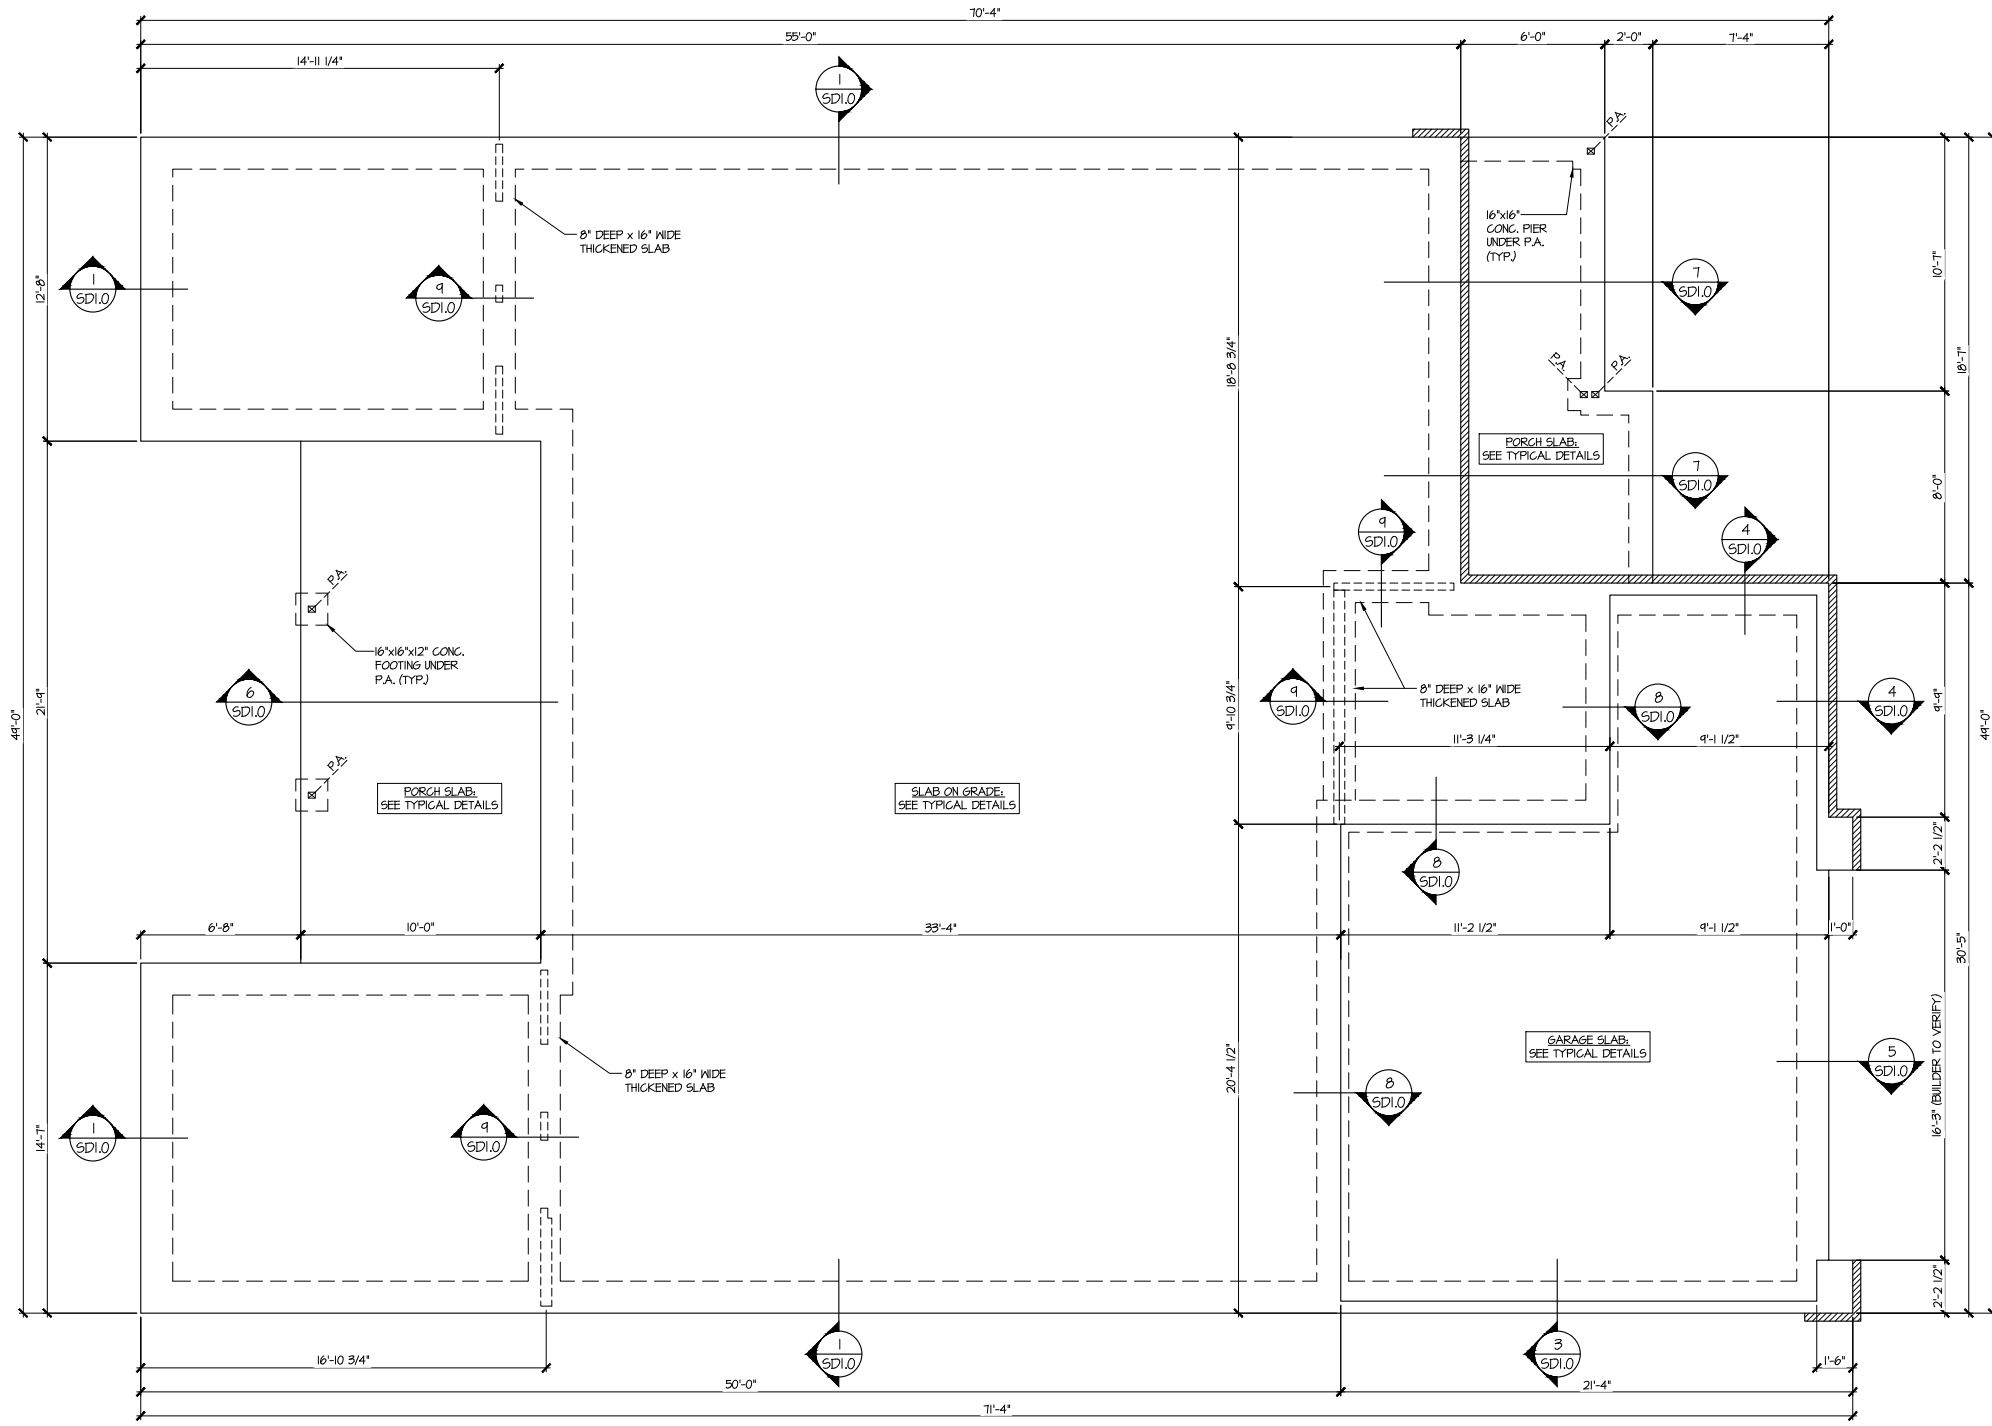 70'-4"
55'-0"
6'-0"
2'-0"
7'-4"
14'-11 1/4"
1
SD1.0
P.A.
8" DEEP x 16" WIDE
THICKENED SLAB
16"x16"
CONC. PIER
UNDER P.A.
(TYP.)
1
SD1.0
9
SD1.0
7
SD1.0
12'-8"
10'-7"
18'-8 3/4"
18'-7"
P.A.
P.A.
PORCH SLAB:
SEE TYPICAL DETAILS
7
SD1.0
8'-0"
9
SD1.0
4
SD1.0
P.A.
16"x16"x12" CONC.
FOOTING UNDER
P.A. (TYP.)
6
SD1.0
9
SD1.0
8" DEEP x 16" WIDE
THICKENED SLAB
8
SD1.0
4
SD1.0
49'-0"
21'-9"
9'-10 3/4"
9'-9"
49'-0"
11'-3 1/4"
9'-1 1/2"
P.A.
PORCH SLAB:
SEE TYPICAL DETAILS
SLAB ON GRADE:
SEE TYPICAL DETAILS
2'-2 1/2"
8
SD1.0
6'-8"
10'-0"
33'-4"
11'-2 1/2"
9'-1 1/2"
1'-0"
30'-5"
16'-3" (BUILDER TO VERIFY)
GARAGE SLAB:
SEE TYPICAL DETAILS
5
SD1.0
8" DEEP x 16" WIDE
THICKENED SLAB
20'-4 1/2"
8
SD1.0
14'-7"
1
SD1.0
9
SD1.0
2'-2 1/2"
1
SD1.0
3
SD1.0
16'-10 3/4"
1'-6"
50'-0"
21'-4"
71'-4"